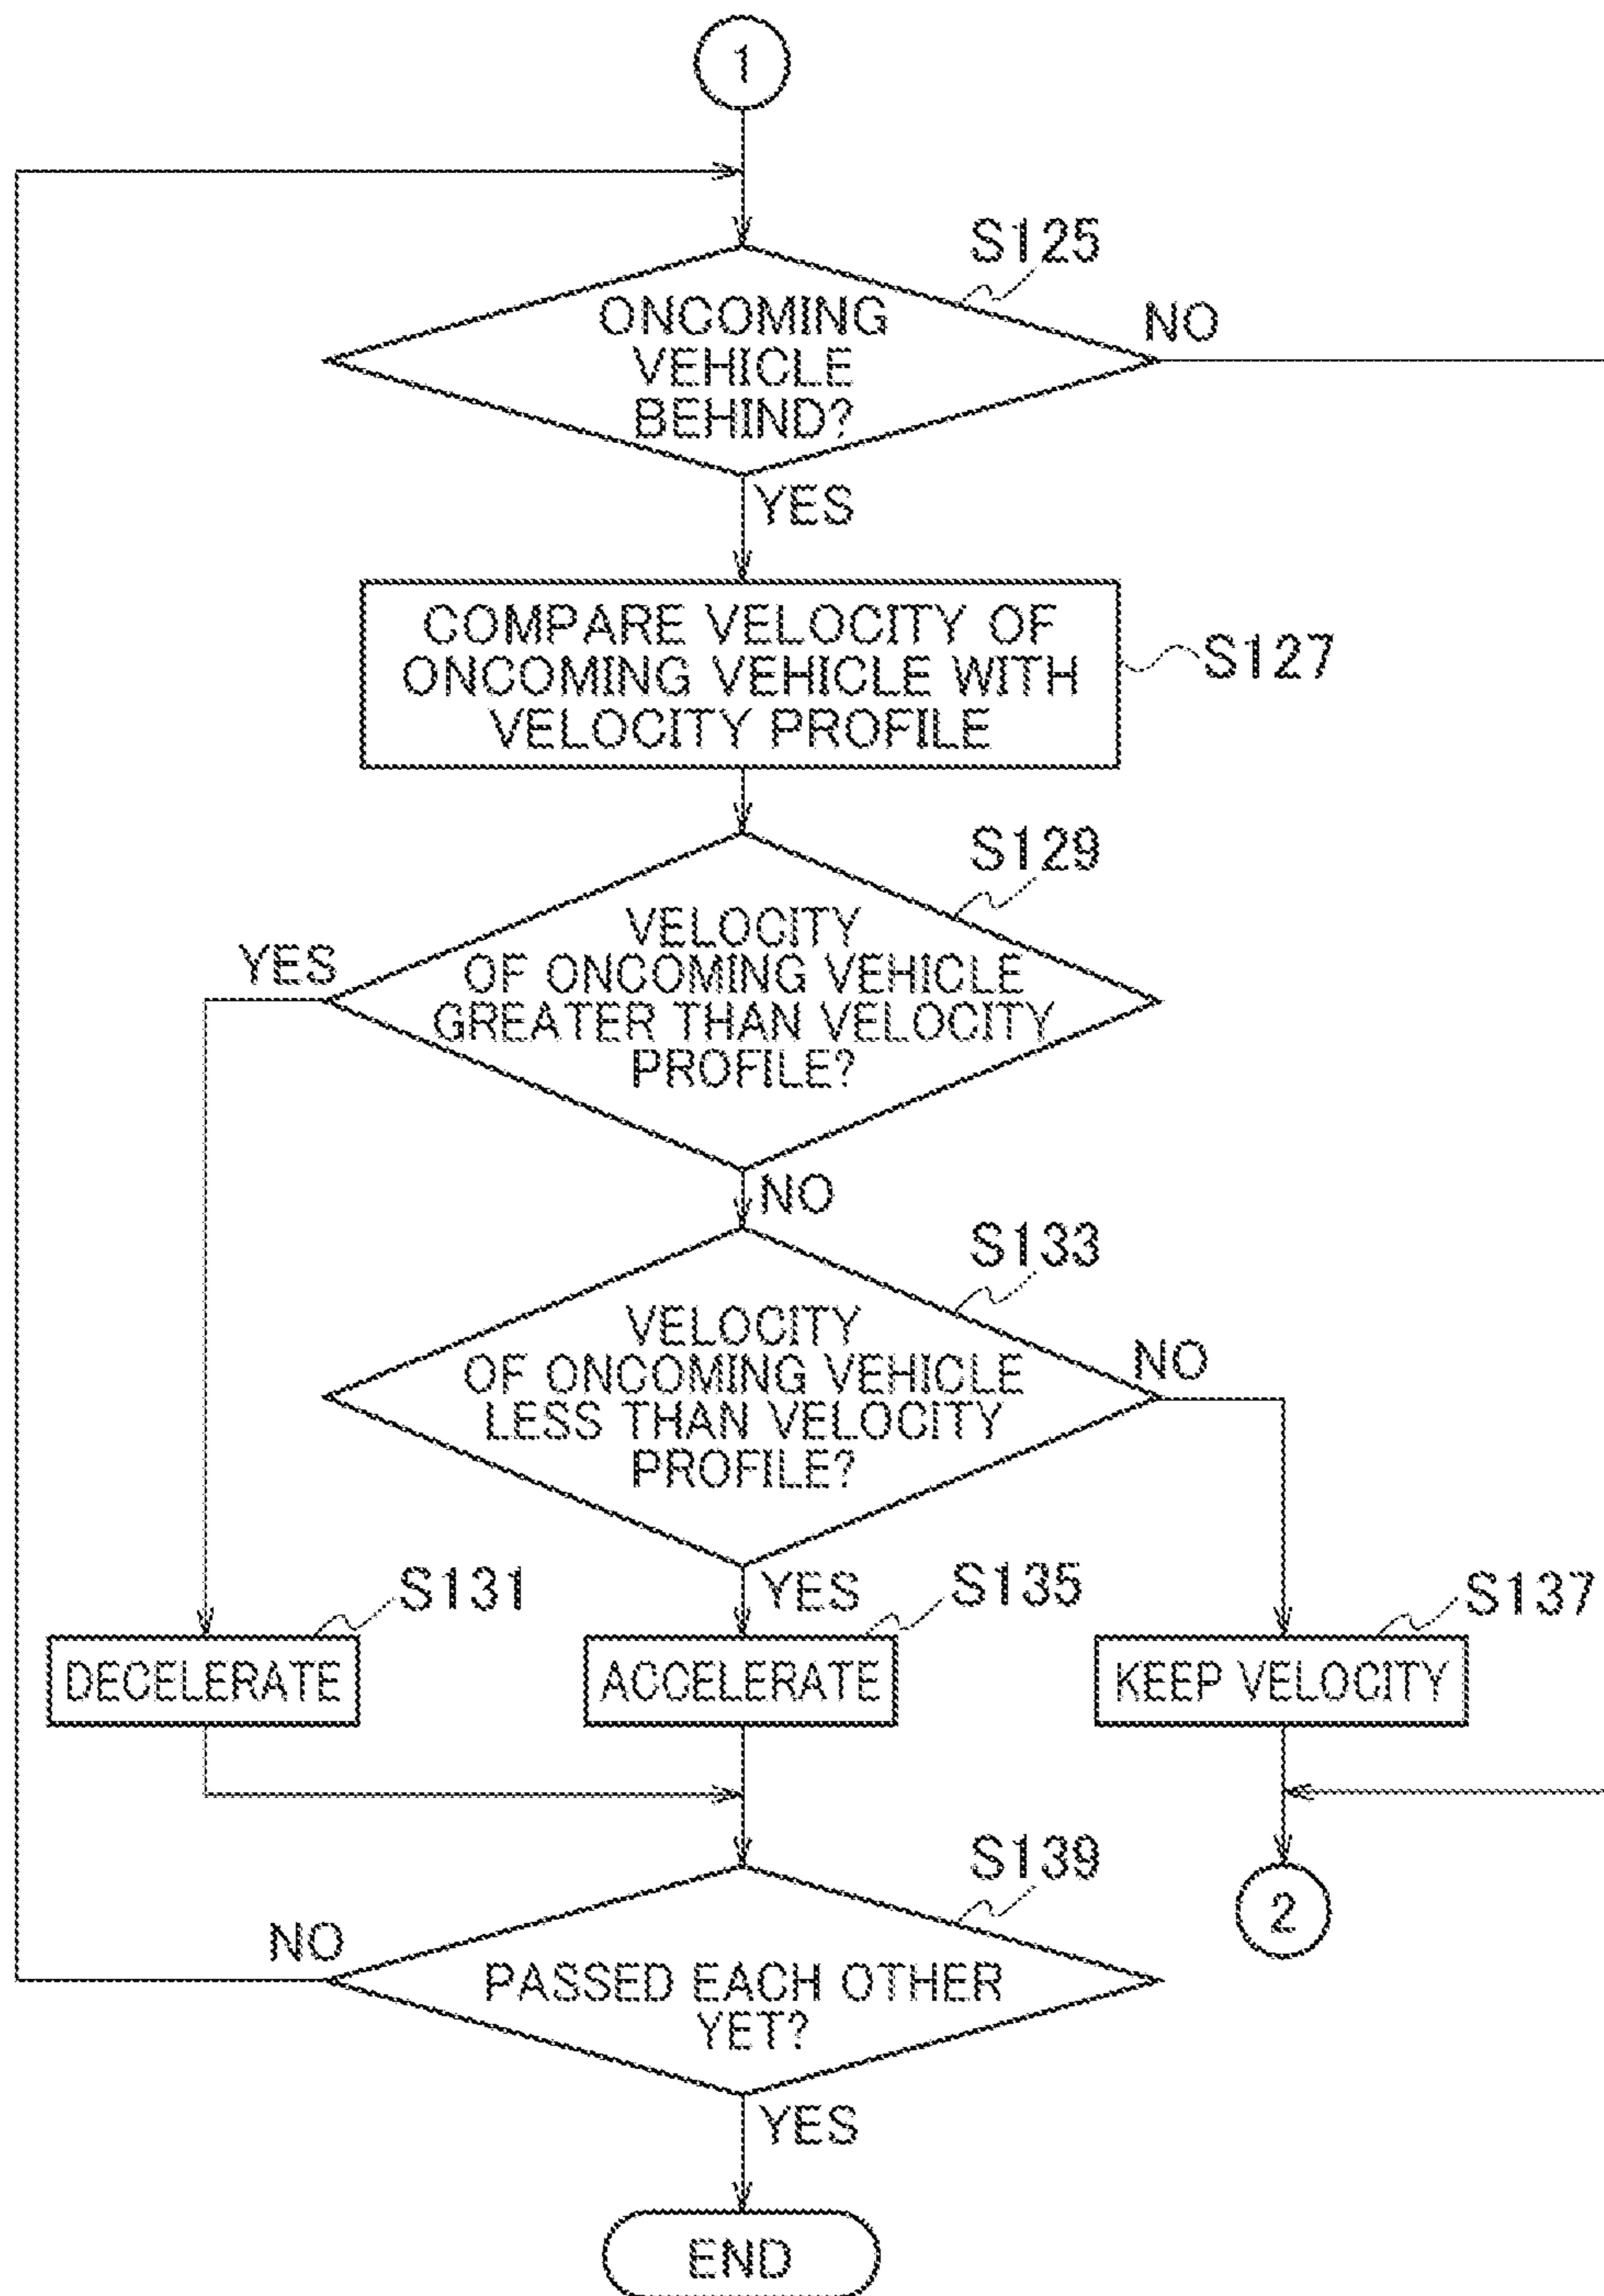 1
S125
ONCOMING
VEHICLE
BEHIND?
NO
YES
COMPARE VELOCITY OF
ONCOMING VEHICLE WITH
VELOCITY PROFILE
S127
S129
VELOCITY
OF ONCOMING VEHICLE
GREATER THAN VELOCITY
PROFILE?
YES
NO
S133
VELOCITY
OF ONCOMING VEHICLE
LESS THAN VELOCITY
PROFILE?
NO
YES
S131
S135
S137
DECELERATE
ACCELERATE
KEEP VELOCITY
S139
2
NO
PASSED EACH OTHER
YET?
YES
END